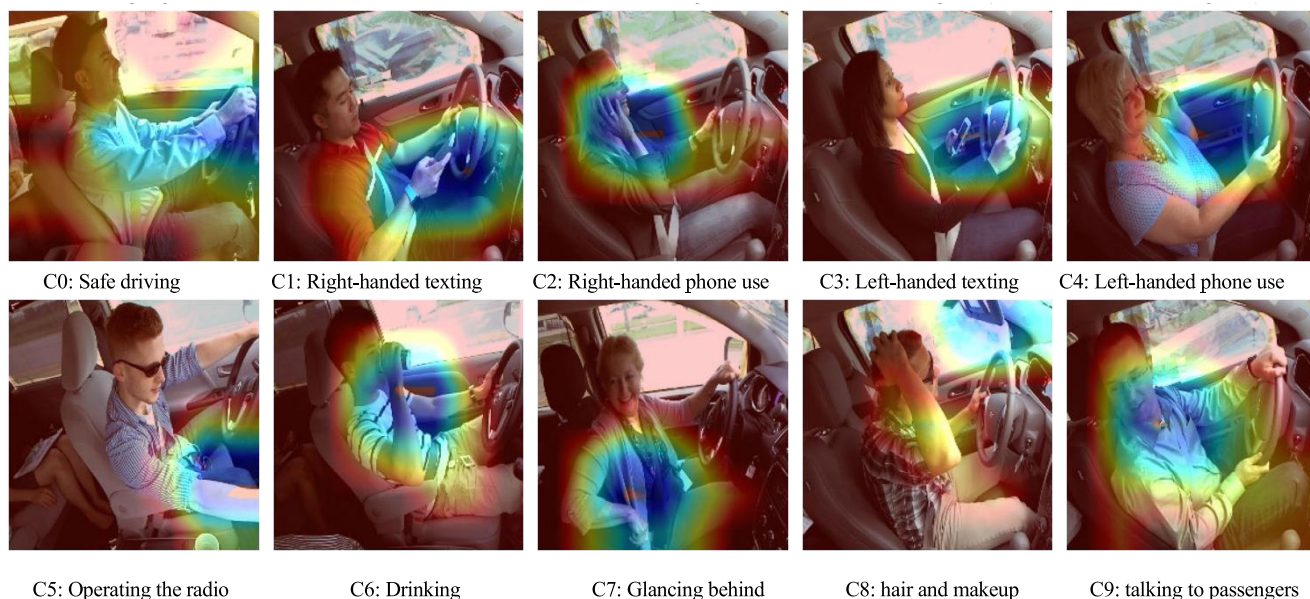 C0: Safe driving
C1: Right-handed texting
C2: Right-handed phone use
C3: Left-handed texting
C4: Left-handed phone use
C5: Operating the radio
C6: Drinking
C7: Glancing behind
C8: hair and makeup
C9: talking to passengers